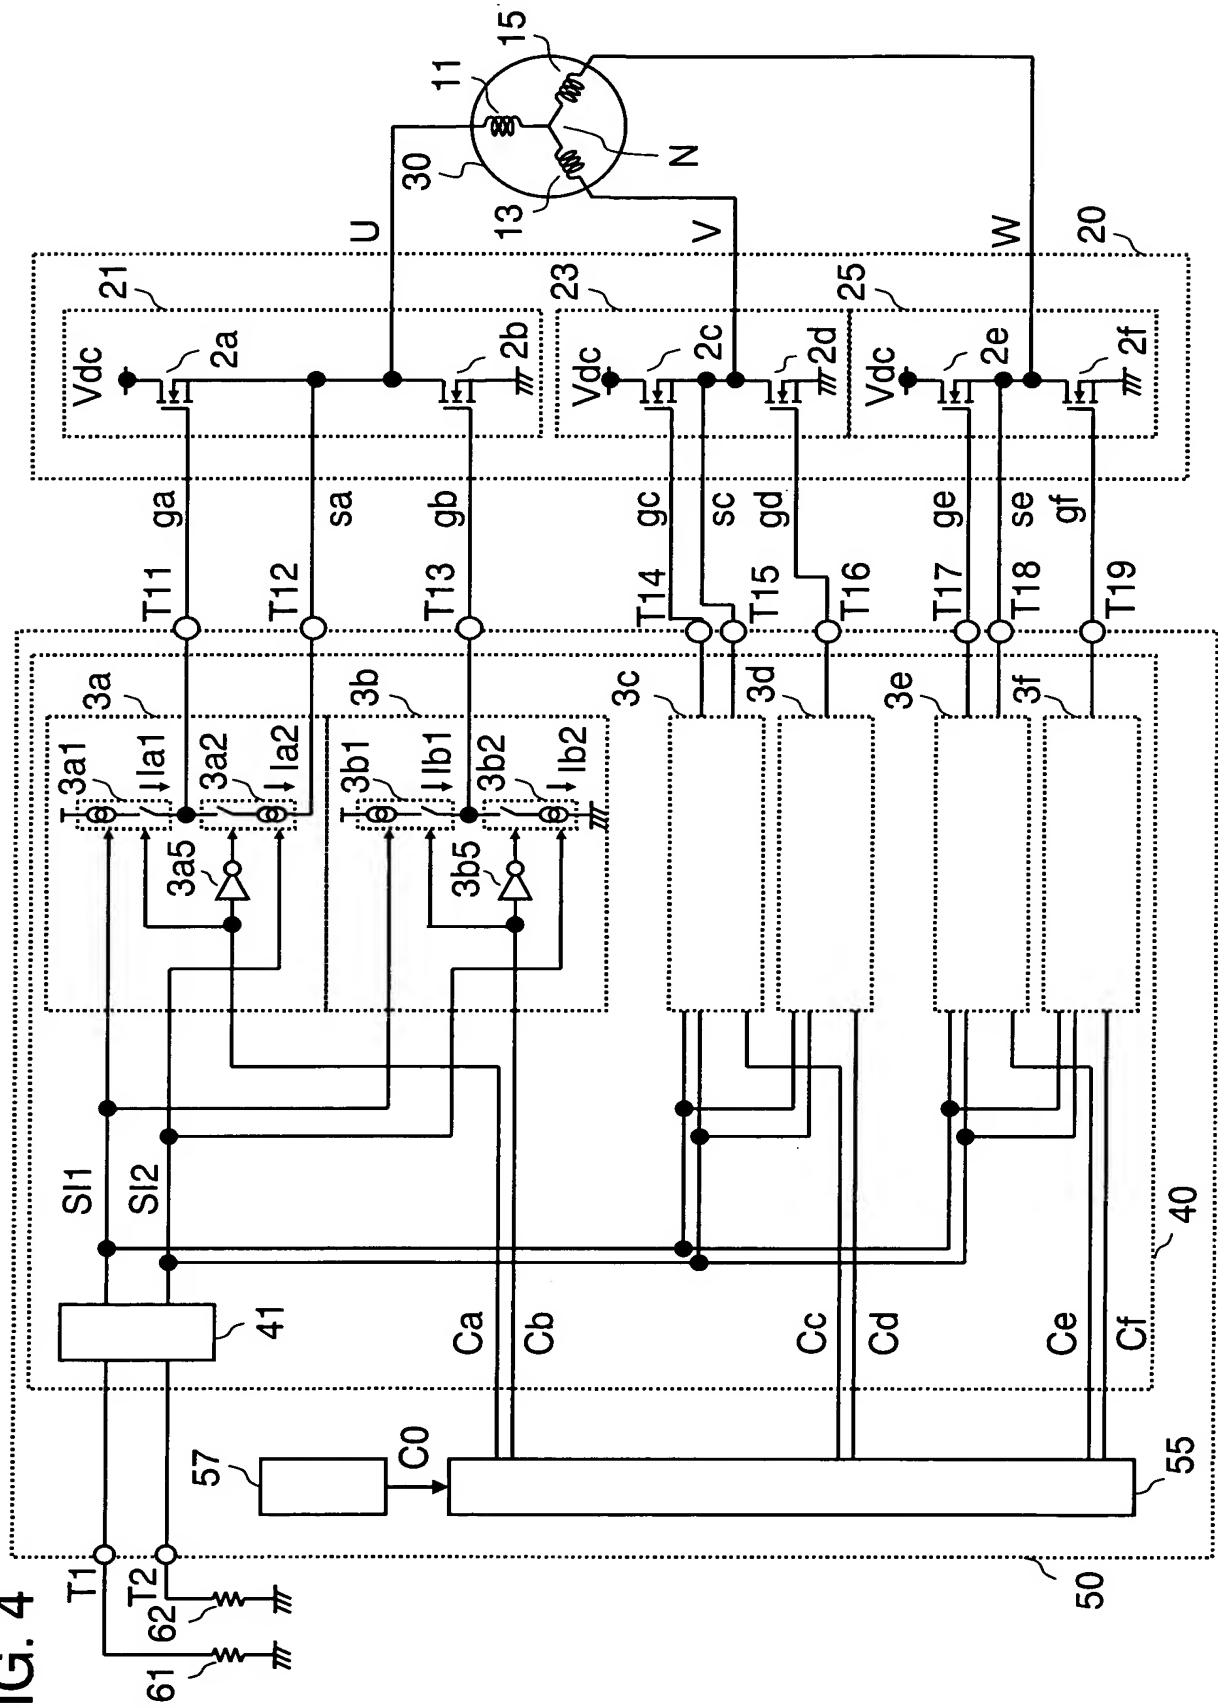 FIG. 4
T1
T2
61
62
50
57
C0
55
41
40
SI1
SI2
Ca
Cb
Cc
Cd
Ce
Cf
3a
3a1
Ia1
3a2
Ia2
3a5
3b
3b1
Ib1
3b2
Ib2
3b5
3c
3d
3e
3f
T11
T12
T13
T14
T15
T16
T17
T18
T19
ga
sa
gb
gc
sc
gd
ge
se
gf
20
21
Vdc
2a
2b
23
Vdc
2c
2d
25
Vdc
2e
2f
U
V
W
30
11
13
15
N